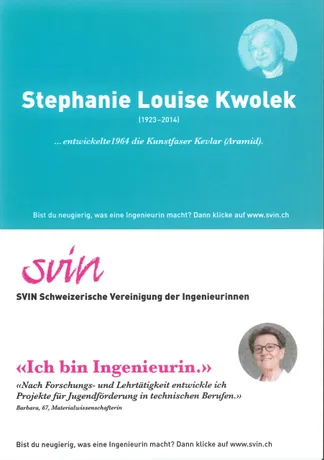 Stephanie Louise Kwolek
(1923–2014)
...entwickelte1964 die Kunstfaser Kevlar (Aramid).
Bist du neugierig, was eine Ingenieurin macht? Dann klicke auf www.svin.ch
svin
SVIN Schweizerische Vereinigung der Ingenieurinnen
«Ich bin Ingenieurin.»
«Nach Forschungs- und Lehrtätigkeit entwickle ich
Projekte für Jugendförderung in technischen Berufen.»
Barbara, 67, Materialwissenschafterin
Bist du neugierig, was eine Ingenieurin macht? Dann klicke auf www.svin.ch